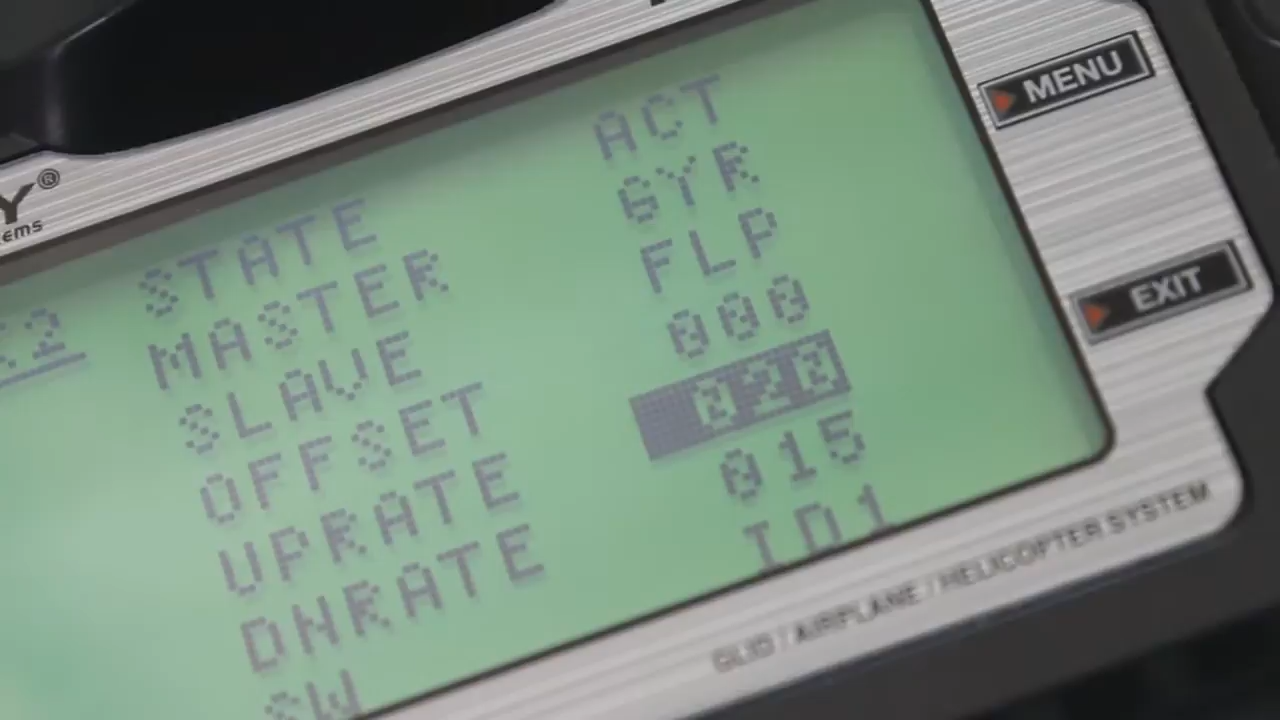 STATE ACT
MASTER GYR
SLAVE FLP
OFFSET 000
UPRATE 020
DNRATE 015
SW ID1
MENU
EXIT
GLID / AIRPLANE / HELICOPTER SYSTEM